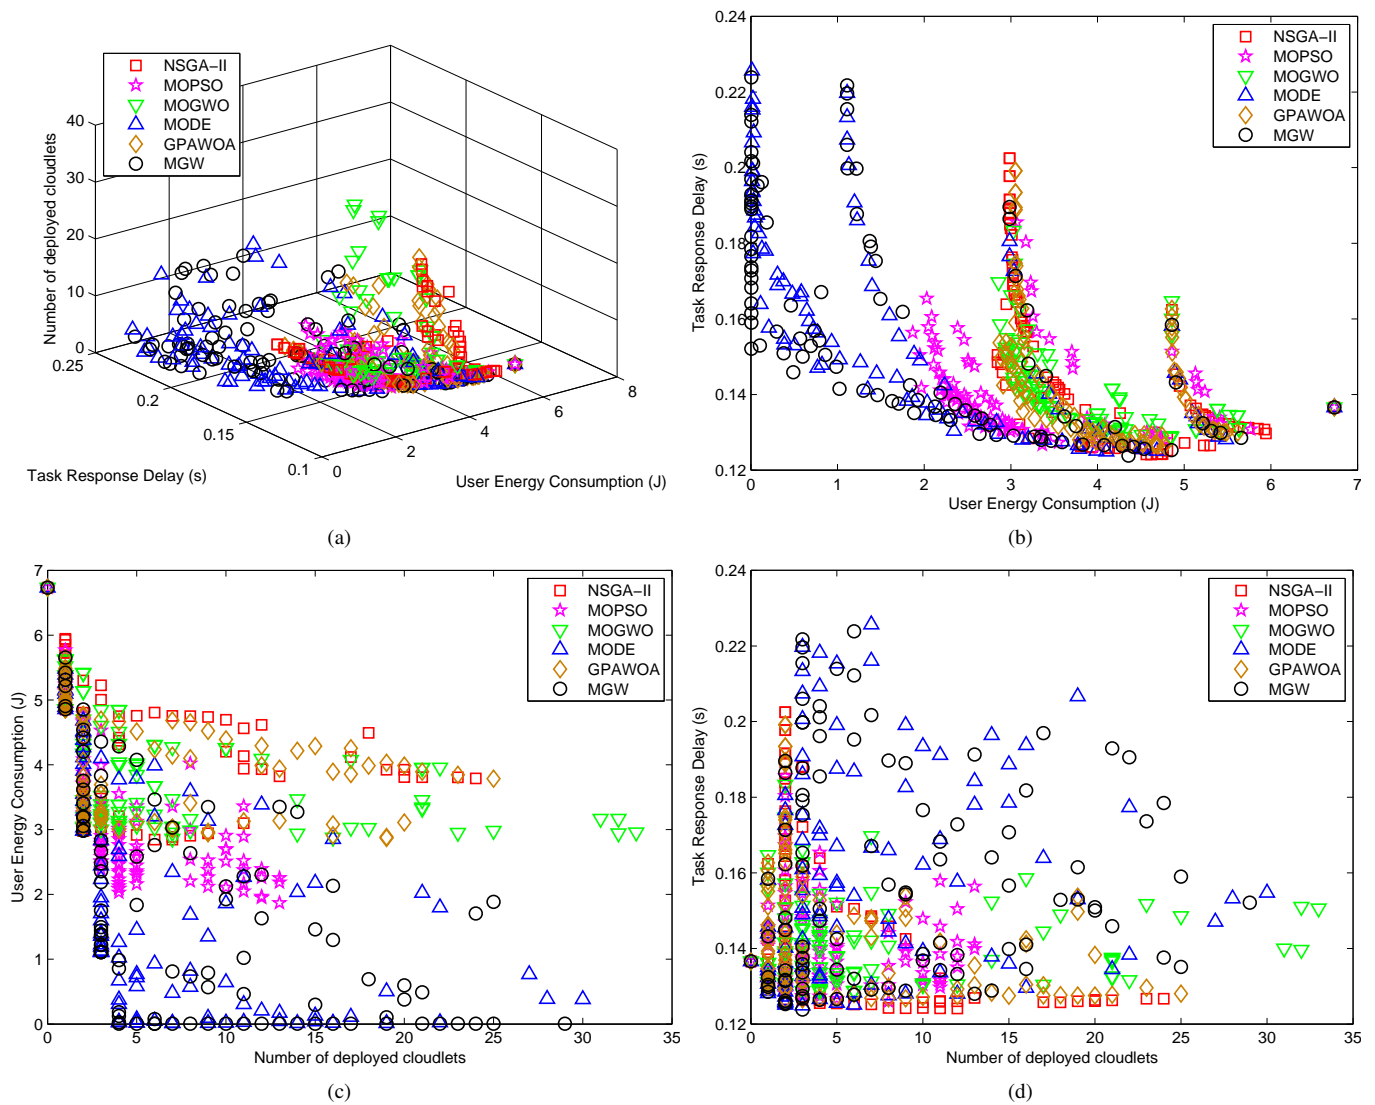 NSGA-II
MOPSO
MOGWO
MODE
GPAWOA
MGW
Number of deployed cloudlets
40
30
20
10
0
0.25
0.2
0.15
0.1
0
2
4
6
8
Task Response Delay (s)
User Energy Consumption (J)
(a)
0.24
0.22
0.2
0.18
0.16
0.14
0.12
Task Response Delay (s)
NSGA-II
MOPSO
MOGWO
MODE
GPAWOA
MGW
0 1 2 3 4 5 6 7
User Energy Consumption (J)
(b)
7
6
5
4
3
2
1
0
User Energy Consumption (J)
NSGA-II
MOPSO
MOGWO
MODE
GPAWOA
MGW
0 5 10 15 20 25 30 35
Number of deployed cloudlets
(c)
0.24
0.22
0.2
0.18
0.16
0.14
0.12
Task Response Delay (s)
NSGA-II
MOPSO
MOGWO
MODE
GPAWOA
MGW
0 5 10 15 20 25 30 35
Number of deployed cloudlets
(d)